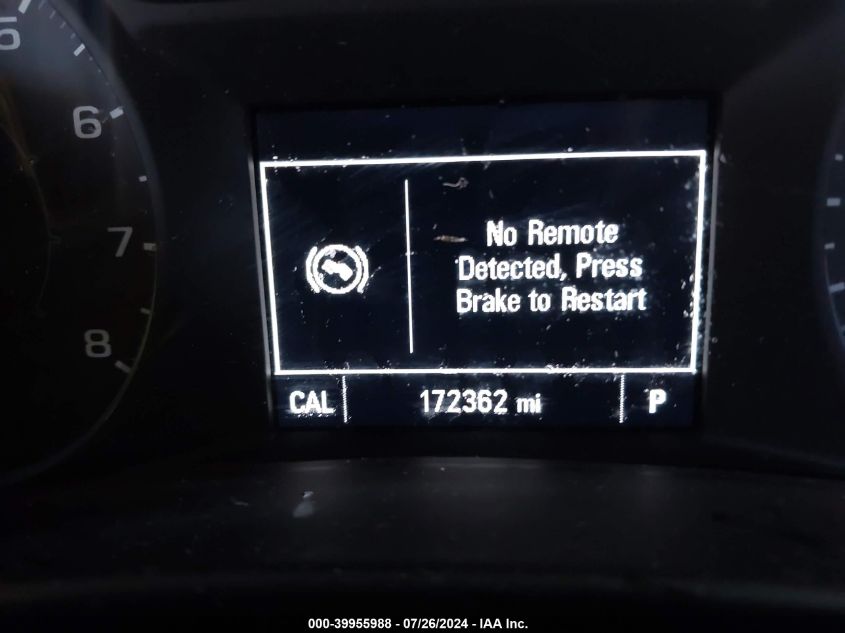 5
6
7
8
No Remote
Detected, Press
Brake to Restart
CAL 172362 mi P
000-39955988 - 07/26/2024 - IAA Inc.